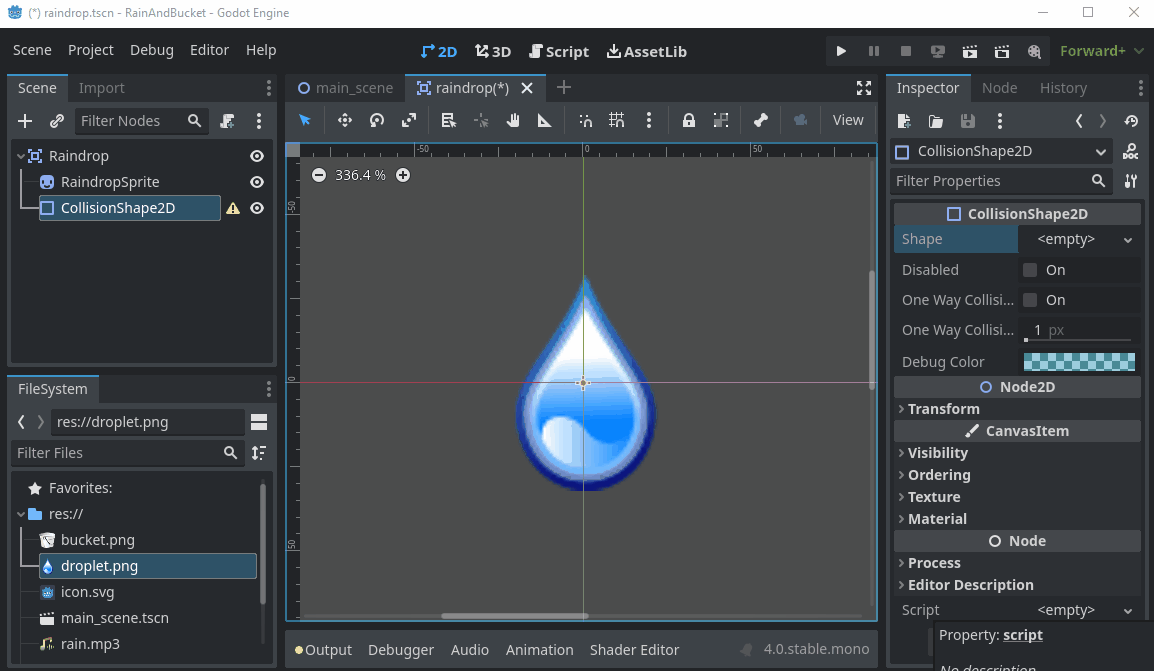 (*) raindrop.tscn - RainAndBucket - Godot Engine
Scene Project Debug Editor Help
2D 3D Script AssetLib
Forward+
Scene Import
main_scene raindrop(*)
Inspector Node History
Filter Nodes
View
Raindrop
RaindropSprite
CollisionShape2D
-50 0 50
336.4 %
-50
0
50
CollisionShape2D
DOC
Filter Properties
CollisionShape2D
Shape <empty>
Disabled On
One Way Collisi... On
One Way Collisi... 1 px
Debug Color
Node2D
Transform
CanvasItem
Visibility
Ordering
Texture
Material
Node
Process
Editor Description
Script <empty>
Property: script
No description
FileSystem
res://droplet.png
Filter Files
Favorites:
res://
bucket.png
droplet.png
icon.svg
main_scene.tscn
rain.mp3
Output Debugger Audio Animation Shader Editor
4.0.stable.mono